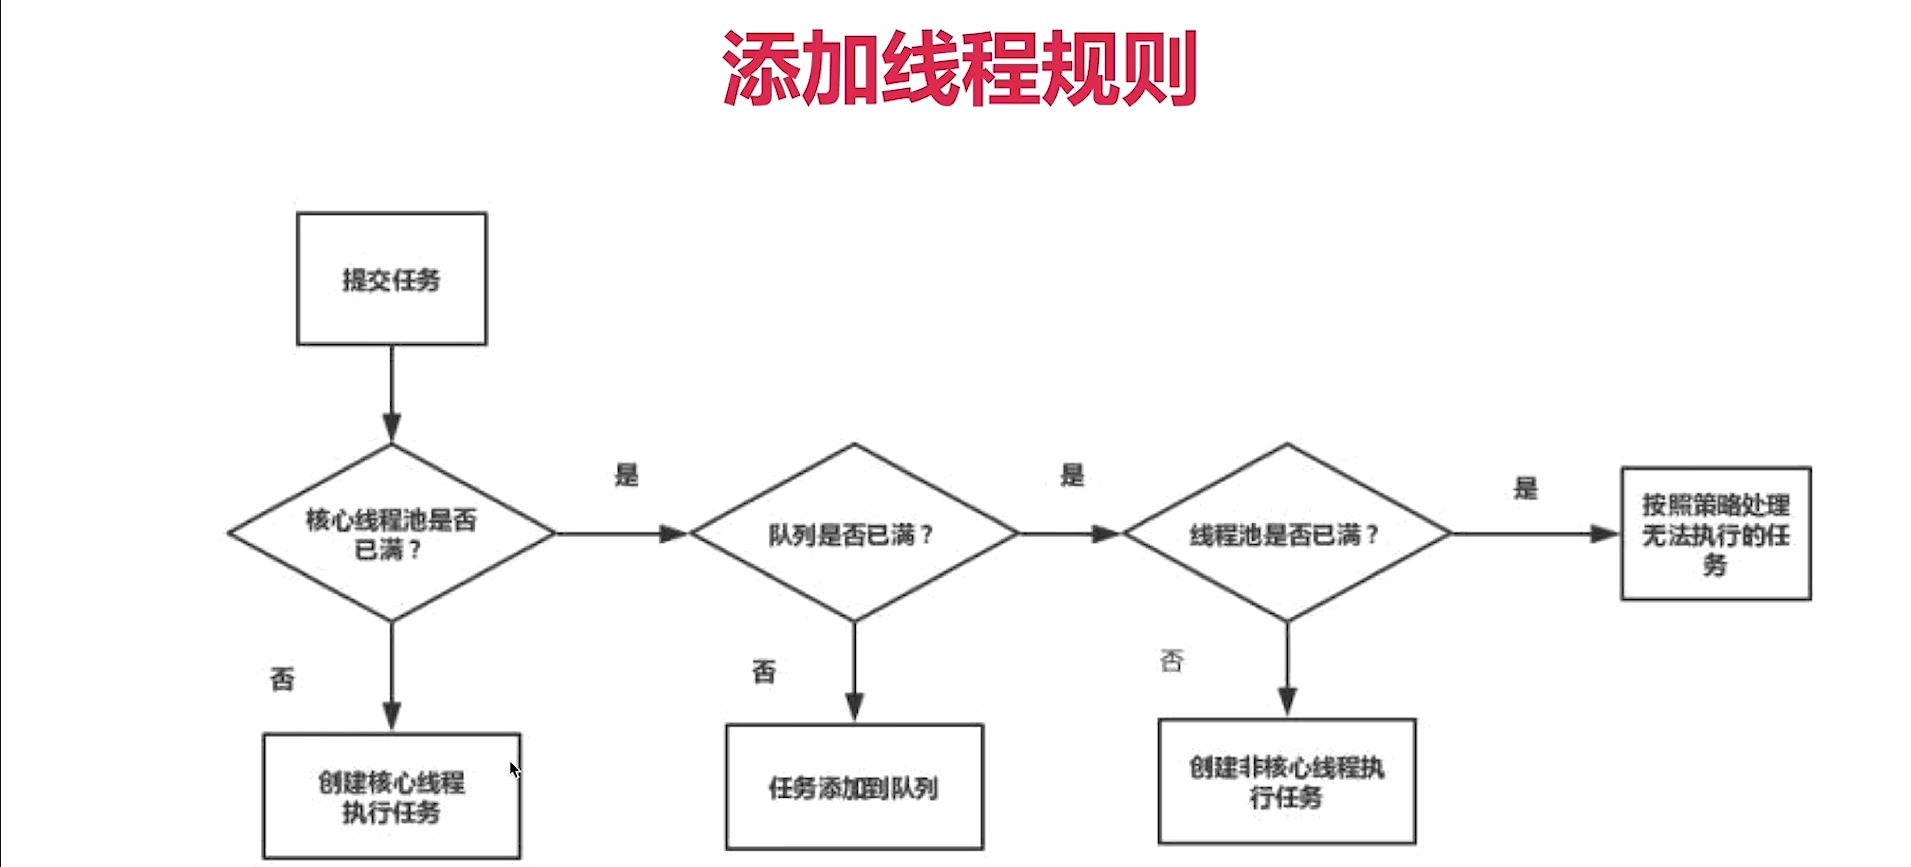 添加线程规则
提交任务
核心线程池是否
已满？
是
队列是否已满？
是
线程池是否已满？
是
按照策略处理
无法执行的任
务
否
创建核心线程
执行任务
否
任务添加到队列
否
创建非核心线程执
行任务